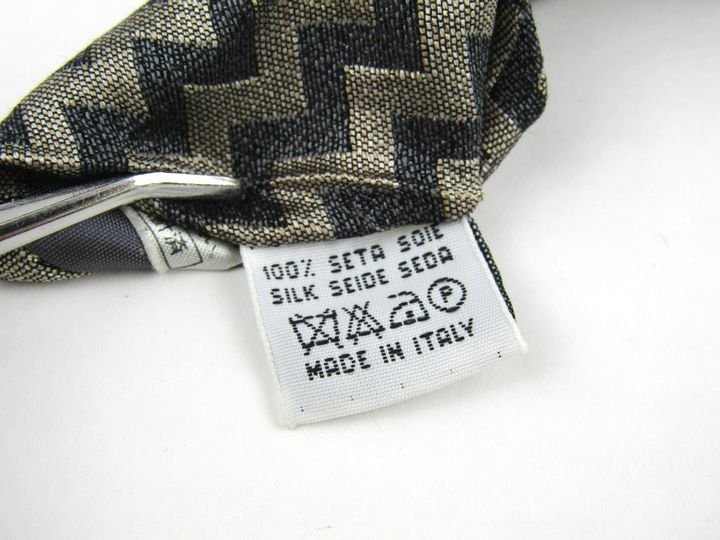 100% SETA SOIE
SILK SEIDE SEDA
P
MADE IN ITALY